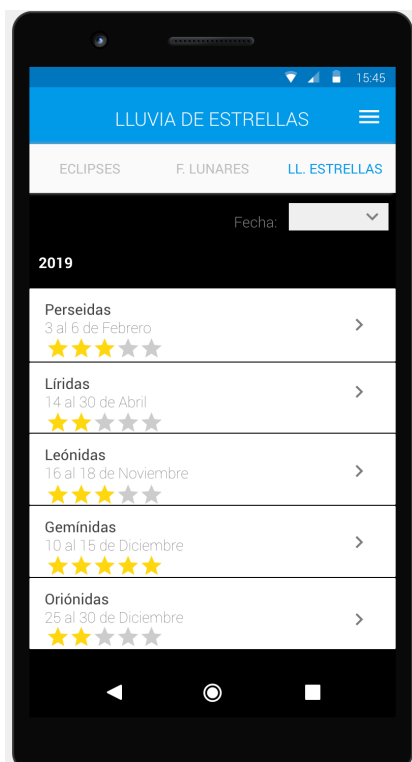 15:45
LLUVIA DE ESTRELLAS
ECLIPSES F. LUNARES LL. ESTRELLAS
Fecha:
2019
Perseidas
3 al 6 de Febrero
Líridas
14 al 30 de Abril
Leónidas
16 al 18 de Noviembre
Gemínidas
10 al 15 de Diciembre
Oriónidas
25 al 30 de Diciembre